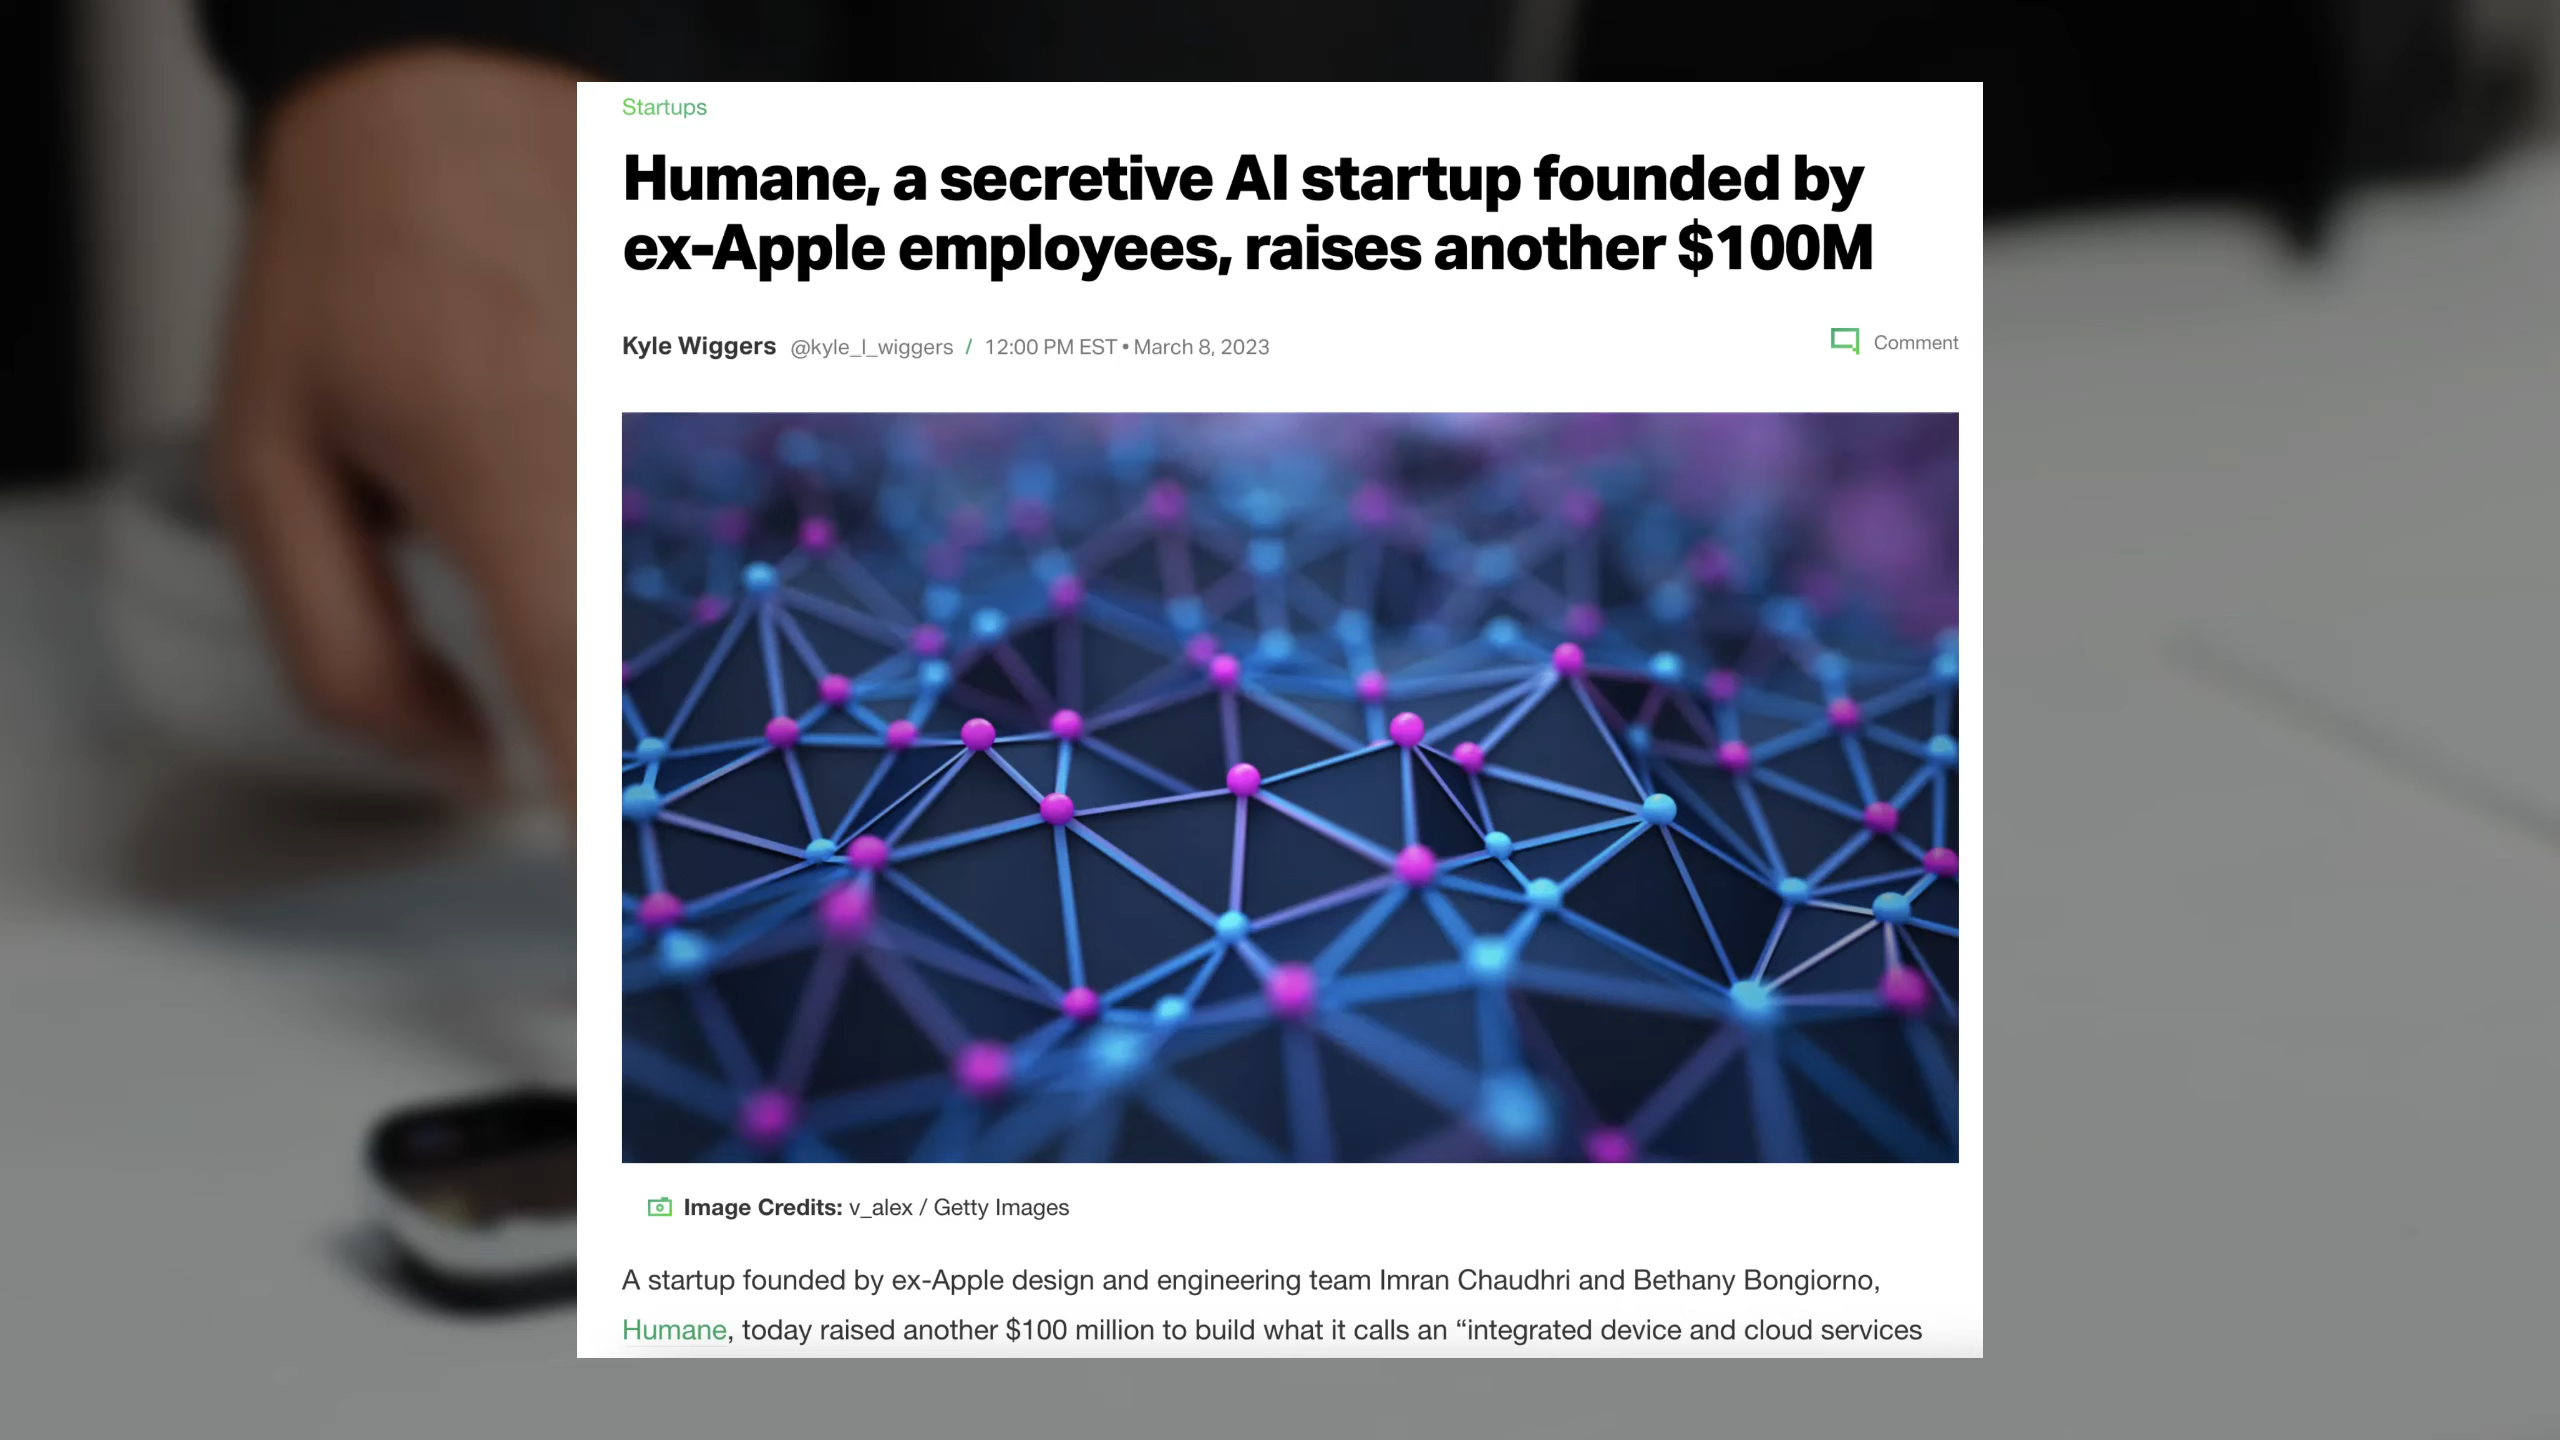 Startups
Humane, a secretive AI startup founded by
ex-Apple employees, raises another $100M
Kyle Wiggers @kyle_l_wiggers / 12:00 PM EST • March 8, 2023
Comment
Image Credits: v_alex / Getty Images
A startup founded by ex-Apple design and engineering team Imran Chaudhri and Bethany Bongiorno,
Humane, today raised another $100 million to build what it calls an “integrated device and cloud services